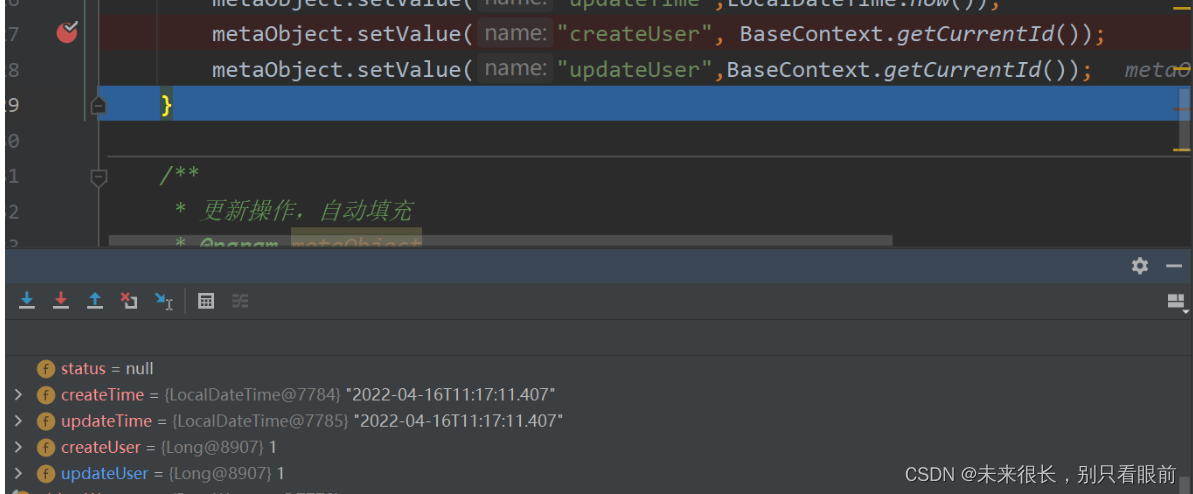 metaObject.setValue( name: "updateTime",LocalDateTime.now());
7 metaObject.setValue( name: "createUser", BaseContext.getCurrentId());
8 metaObject.setValue( name: "updateUser",BaseContext.getCurrentId()); metaO
9 }
0
1 /**
2 * 更新操作，自动填充
3 * @param metaObject
status = null
createTime = {LocalDateTime@7784} "2022-04-16T11:17:11.407"
updateTime = {LocalDateTime@7785} "2022-04-16T11:17:11.407"
createUser = {Long@8907} 1
updateUser = {Long@8907} 1
CSDN @未来很长，别只看眼前